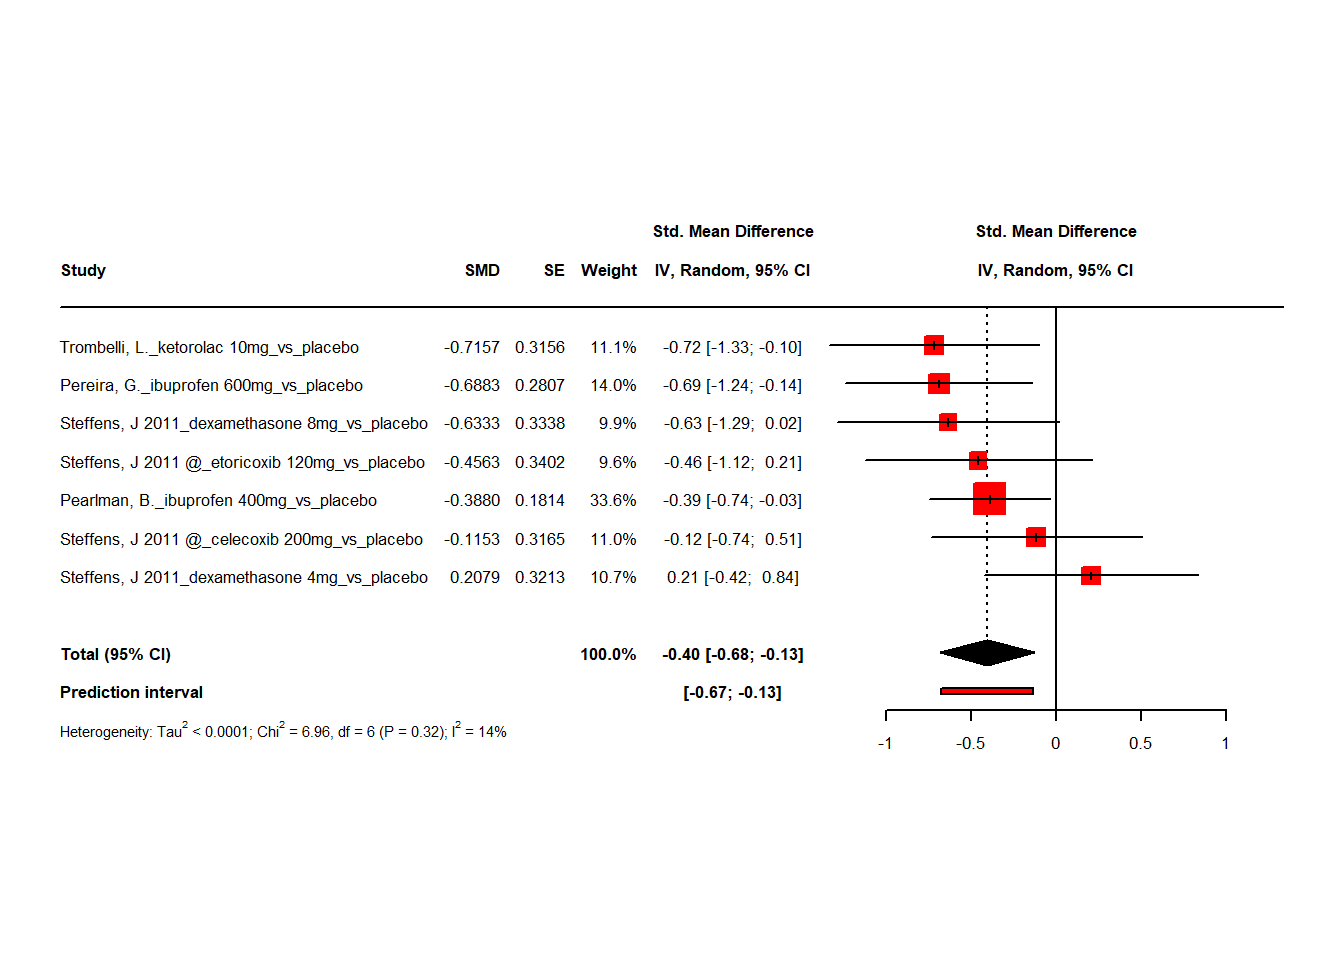 Std. Mean Difference Std. Mean Difference
Study SMD SE Weight IV, Random, 95% CI IV, Random, 95% CI
Trombelli, L._ketorolac 10mg_vs_placebo -0.7157 0.3156 11.1% -0.72 [-1.33; -0.10]
Pereira, G._ibuprofen 600mg_vs_placebo -0.6883 0.2807 14.0% -0.69 [-1.24; -0.14]
Steffens, J 2011_dexamethasone 8mg_vs_placebo -0.6333 0.3338 9.9% -0.63 [-1.29; 0.02]
Steffens, J 2011 @_etoricoxib 120mg_vs_placebo -0.4563 0.3402 9.6% -0.46 [-1.12; 0.21]
Pearlman, B._ibuprofen 400mg_vs_placebo -0.3880 0.1814 33.6% -0.39 [-0.74; -0.03]
Steffens, J 2011 @_celecoxib 200mg_vs_placebo -0.1153 0.3165 11.0% -0.12 [-0.74; 0.51]
Steffens, J 2011_dexamethasone 4mg_vs_placebo 0.2079 0.3213 10.7% 0.21 [-0.42; 0.84]
Total (95% CI) 100.0% -0.40 [-0.68; -0.13]
Prediction interval [-0.67; -0.13]
Heterogeneity: Tau² < 0.0001; Chi² = 6.96, df = 6 (P = 0.32); I² = 14%
-1 -0.5 0 0.5 1